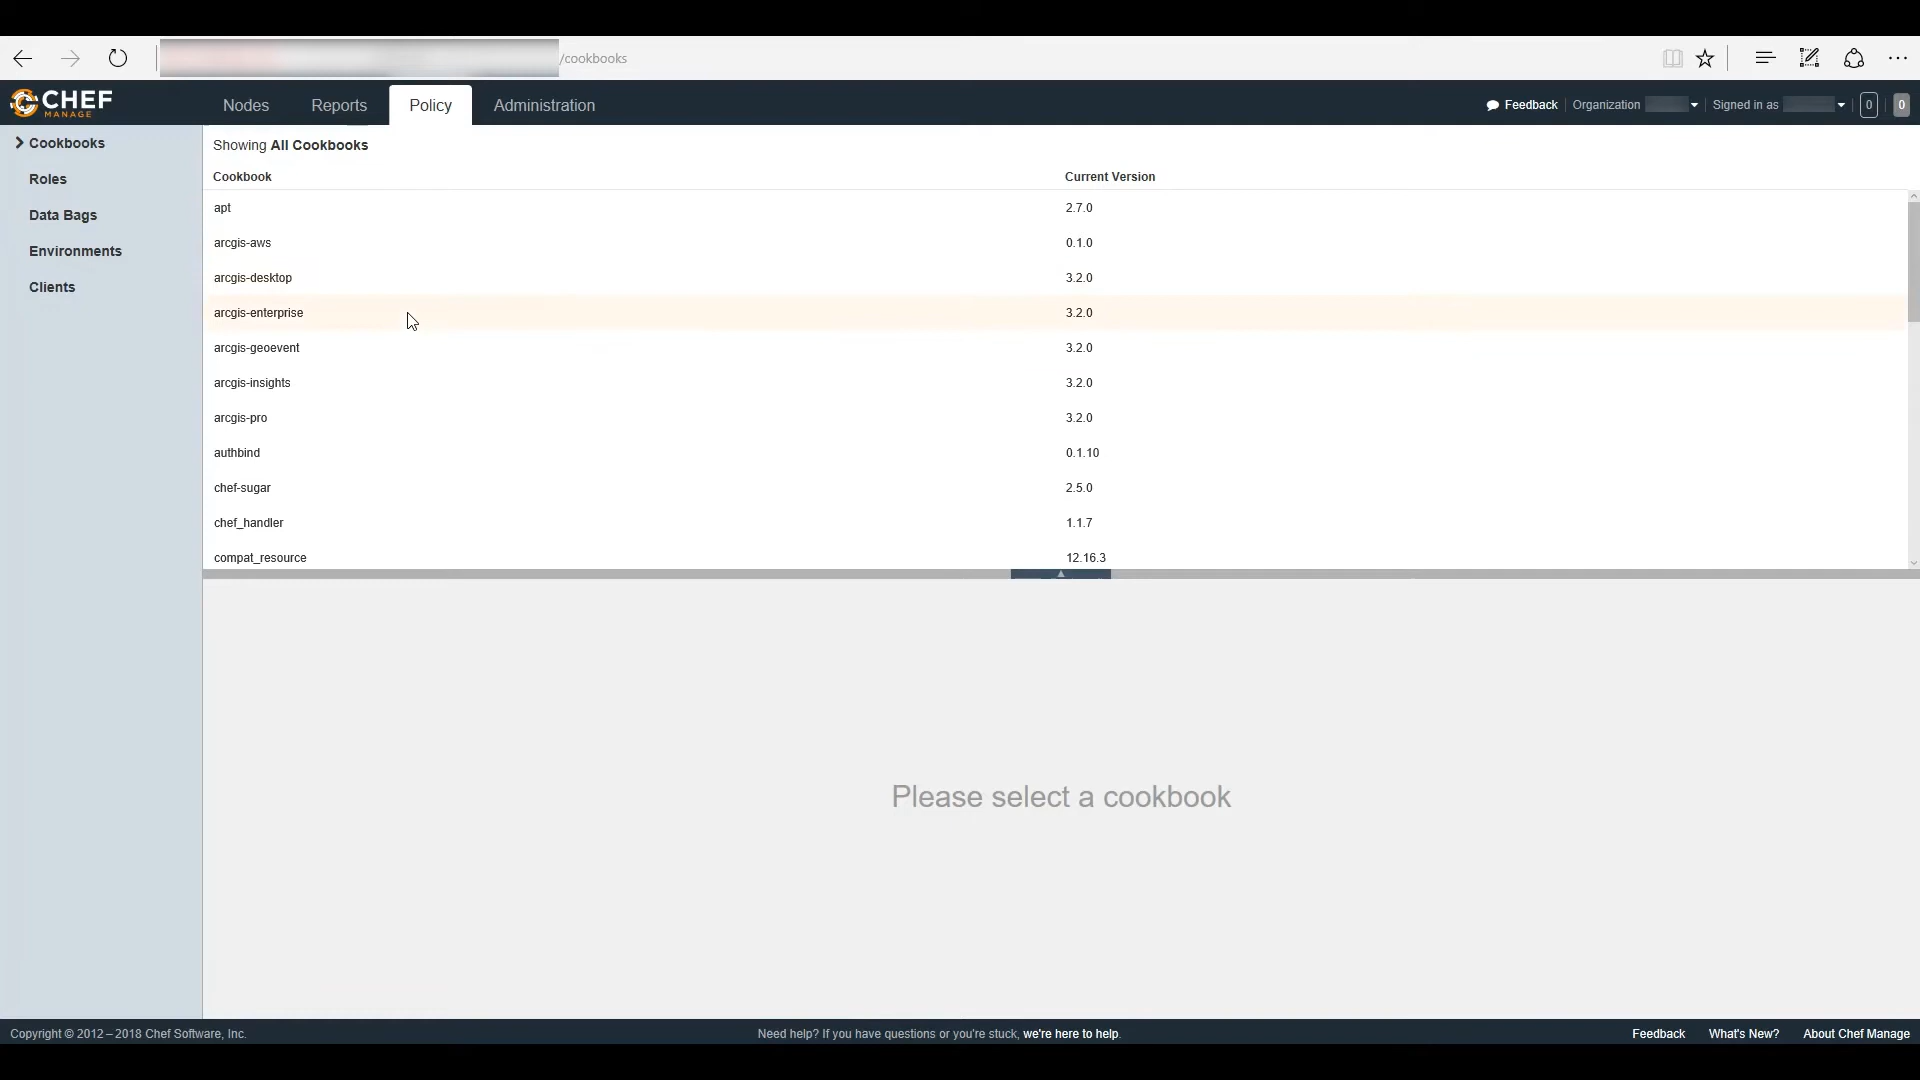 /cookbooks
CHEF
MANAGE
Nodes Reports Policy Administration
Feedback Organization Signed in as 0 0
Cookbooks
Roles
Data Bags
Environments
Clients
Showing All Cookbooks
Cookbook Current Version
apt 2.7.0
arcgis-aws 0.1.0
arcgis-desktop 3.2.0
arcgis-enterprise 3.2.0
arcgis-geoevent 3.2.0
arcgis-insights 3.2.0
arcgis-pro 3.2.0
authbind 0.1.10
chef-sugar 2.5.0
chef_handler 1.1.7
compat_resource 12.16.3
Please select a cookbook
Copyright © 2012 – 2018 Chef Software, Inc. Need help? If you have questions or you're stuck, we're here to help. Feedback What's New? About Chef Manage